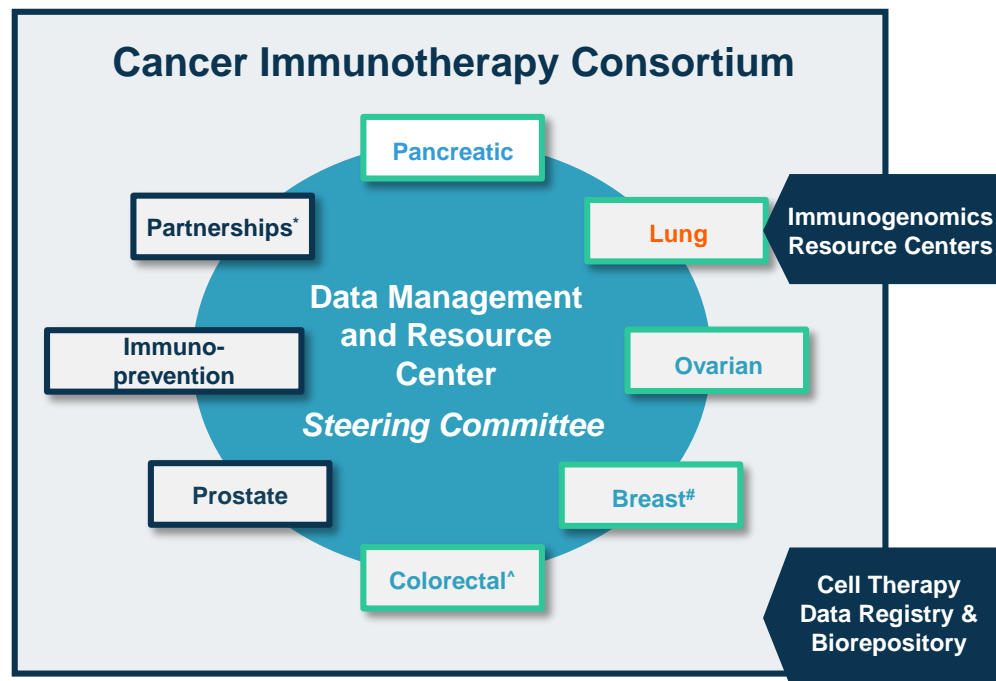 Cancer Immunotherapy Consortium
Pancreatic
Partnerships*
Lung
Immunogenomics
Resource Centers
Data Management
and Resource
Center
Steering Committee
Immuno-
prevention
Ovarian
Prostate
Breast#
Colorectal^
Cell Therapy
Data Registry &
Biorepository